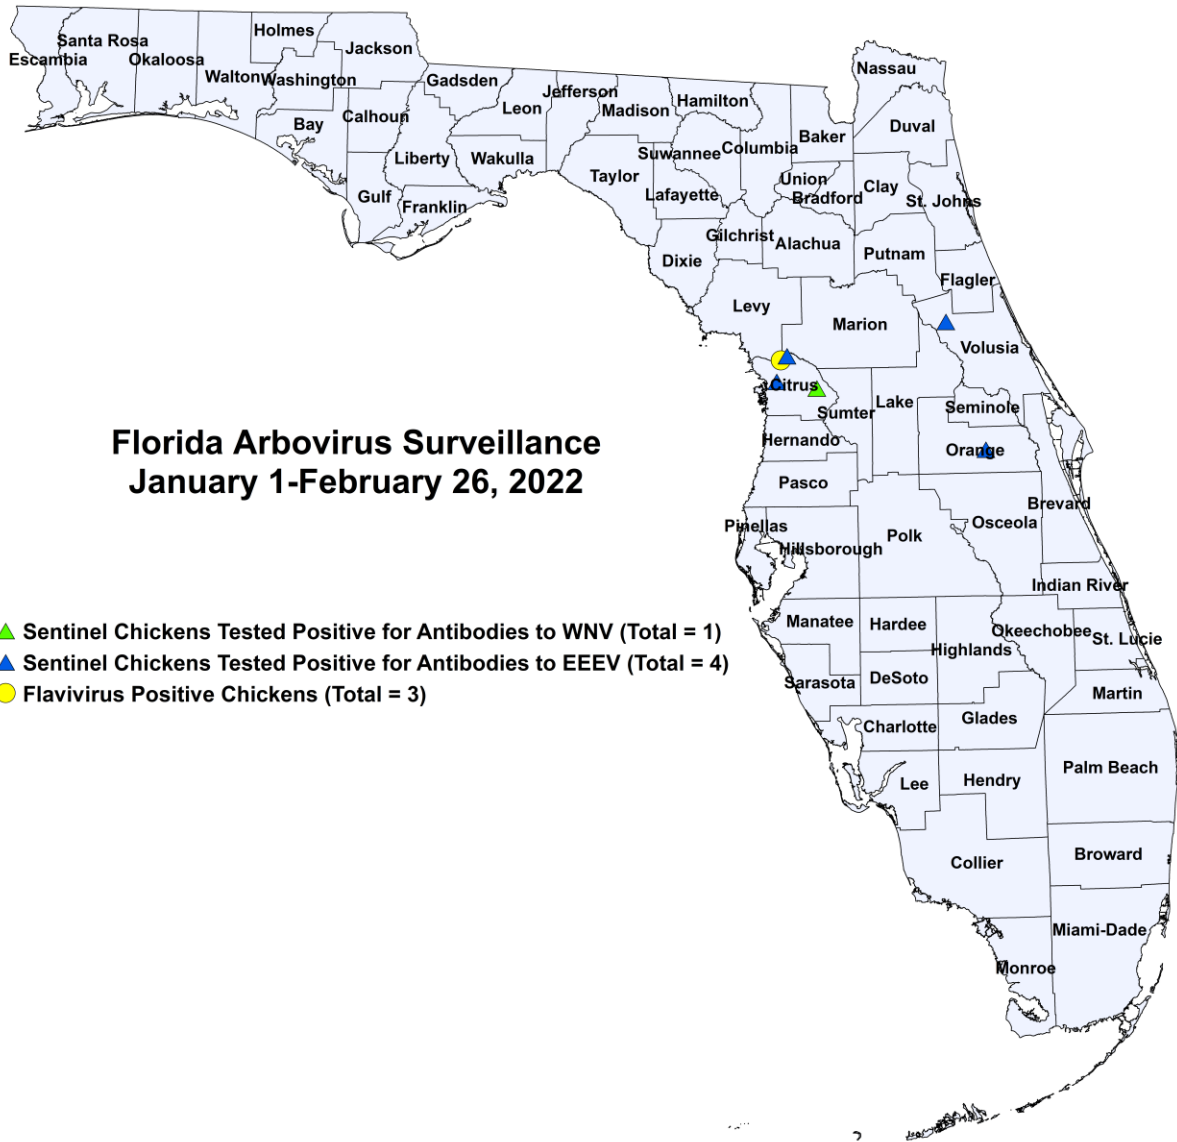 Holmes
Santa Rosa
Jackson
Escambia
Okaloosa
Walton
Washington
Gadsden
Jefferson
Leon
Madison
Hamilton
Nassau
Bay
Calhoun
Baker
Duval
Liberty
Wakulla
Suwannee
Columbia
Taylor
Union
Clay
Gulf
Franklin
Lafayette
Bradford
St. Johns
Gilchrist
Alachua
Putnam
Dixie
Flagler
Levy
Marion
Volusia
Citrus
Lake
Seminole
Sumter
Hernando
Orange
Florida Arbovirus Surveillance
January 1-February 26, 2022
Pasco
Brevard
Pinellas
Osceola
Hillsborough
Polk
Indian River
Manatee
Hardee
Okeechobee
St. Lucie
Highlands
Sentinel Chickens Tested Positive for Antibodies to WNV (Total = 1)
Sentinel Chickens Tested Positive for Antibodies to EEEV (Total = 4)
Flavivirus Positive Chickens (Total = 3)
Sarasota
DeSoto
Martin
Charlotte
Glades
Palm Beach
Lee
Hendry
Collier
Broward
Miami-Dade
Monroe